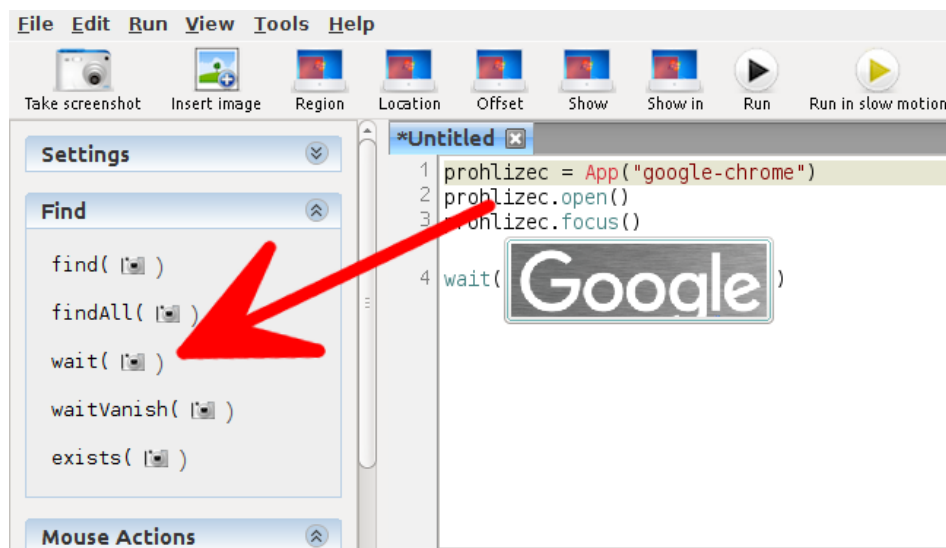 File Edit Run View Tools Help
Take screenshot Insert image Region Location Offset Show Show in Run Run in slow motion
Settings
Find
find( )
findAll( )
wait( )
waitVanish( )
exists( )
Mouse Actions
*Untitled
1 prohlizec = App("google-chrome")
2 prohlizec.open()
3 prohlizec.focus()
4 wait( Google )